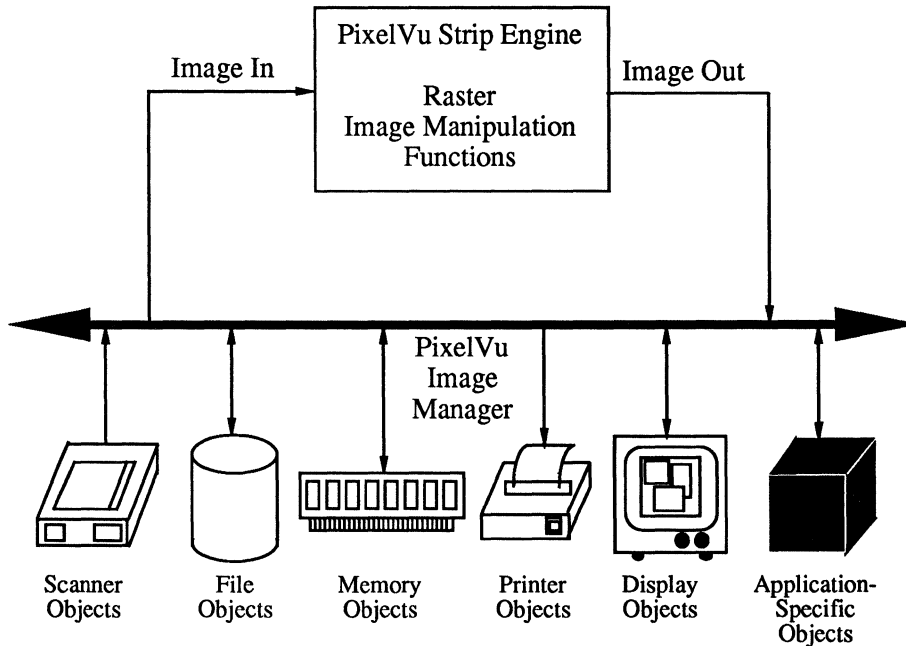 PixelVu Strip Engine
Image In
Image Out
Raster
Image Manipulation
Functions
PixelVu
Image
Manager
Scanner
Objects
File
Objects
Memory
Objects
Printer
Objects
Display
Objects
Application-
Specific
Objects